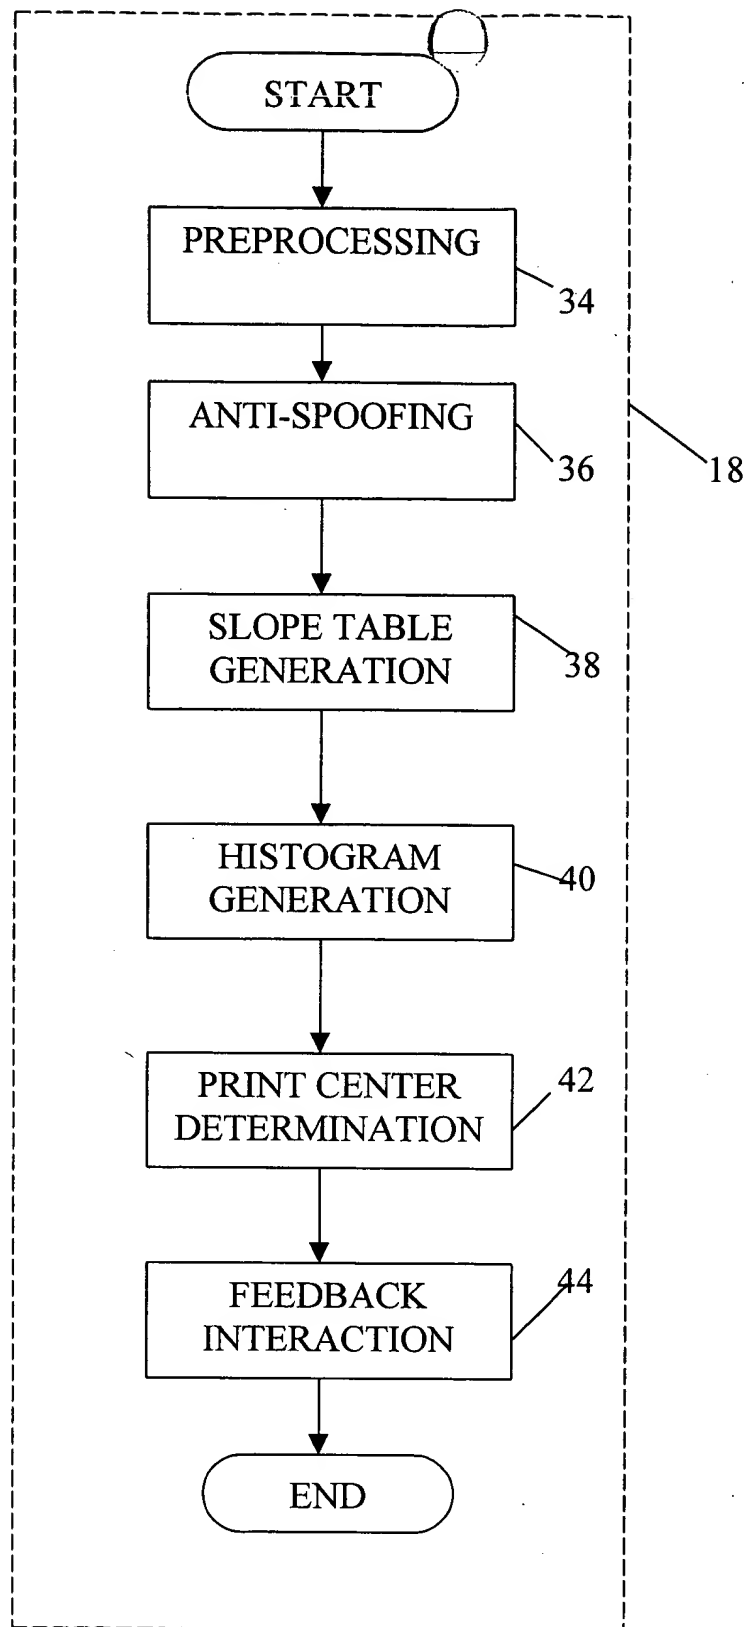 START
PREPROCESSING
34
ANTI-SPOOFING
36
18
SLOPE TABLE
GENERATION
38
HISTOGRAM
GENERATION
40
PRINT CENTER
DETERMINATION
42
FEEDBACK
INTERACTION
44
END